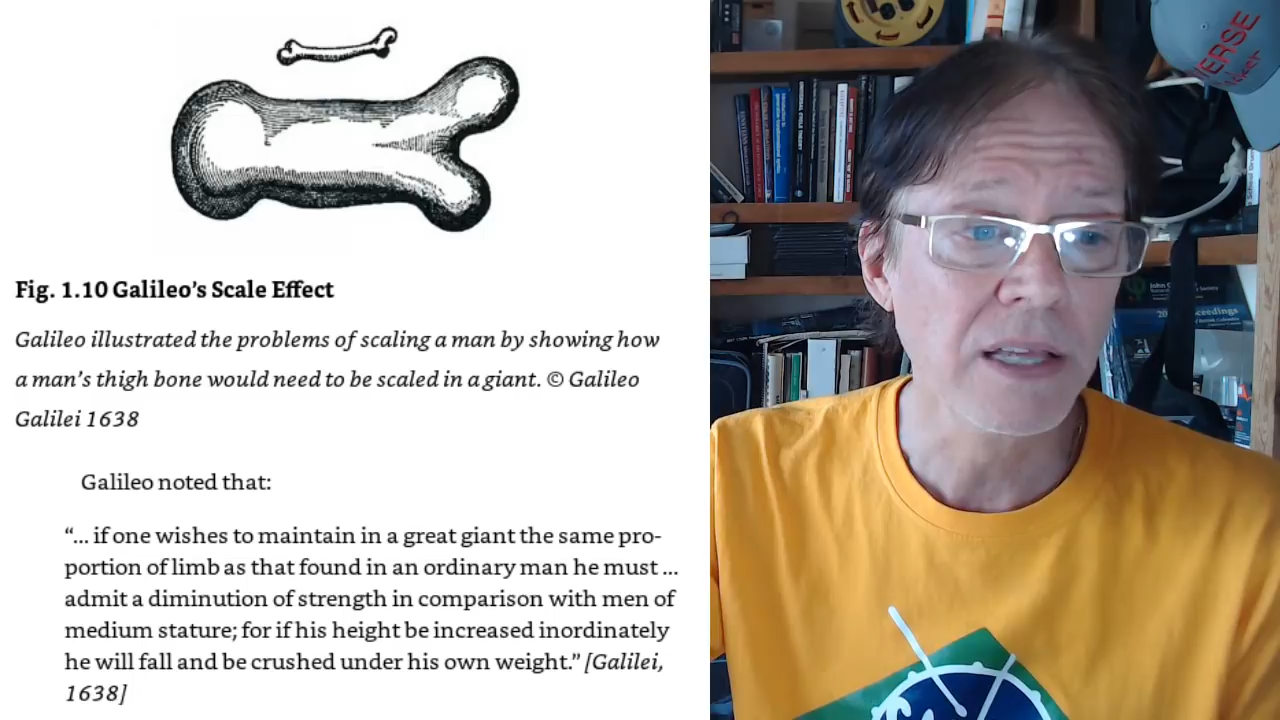 Fig. 1.10 Galileo’s Scale Effect
Galileo illustrated the problems of scaling a man by showing how
a man’s thigh bone would need to be scaled in a giant. © Galileo
Galilei 1638
Galileo noted that:
“... if one wishes to maintain in a great giant the same pro-
portion of limb as that found in an ordinary man he must ...
admit a diminution of strength in comparison with men of
medium stature; for if his height be increased inordinately
he will fall and be crushed under his own weight.” [Galilei,
1638]